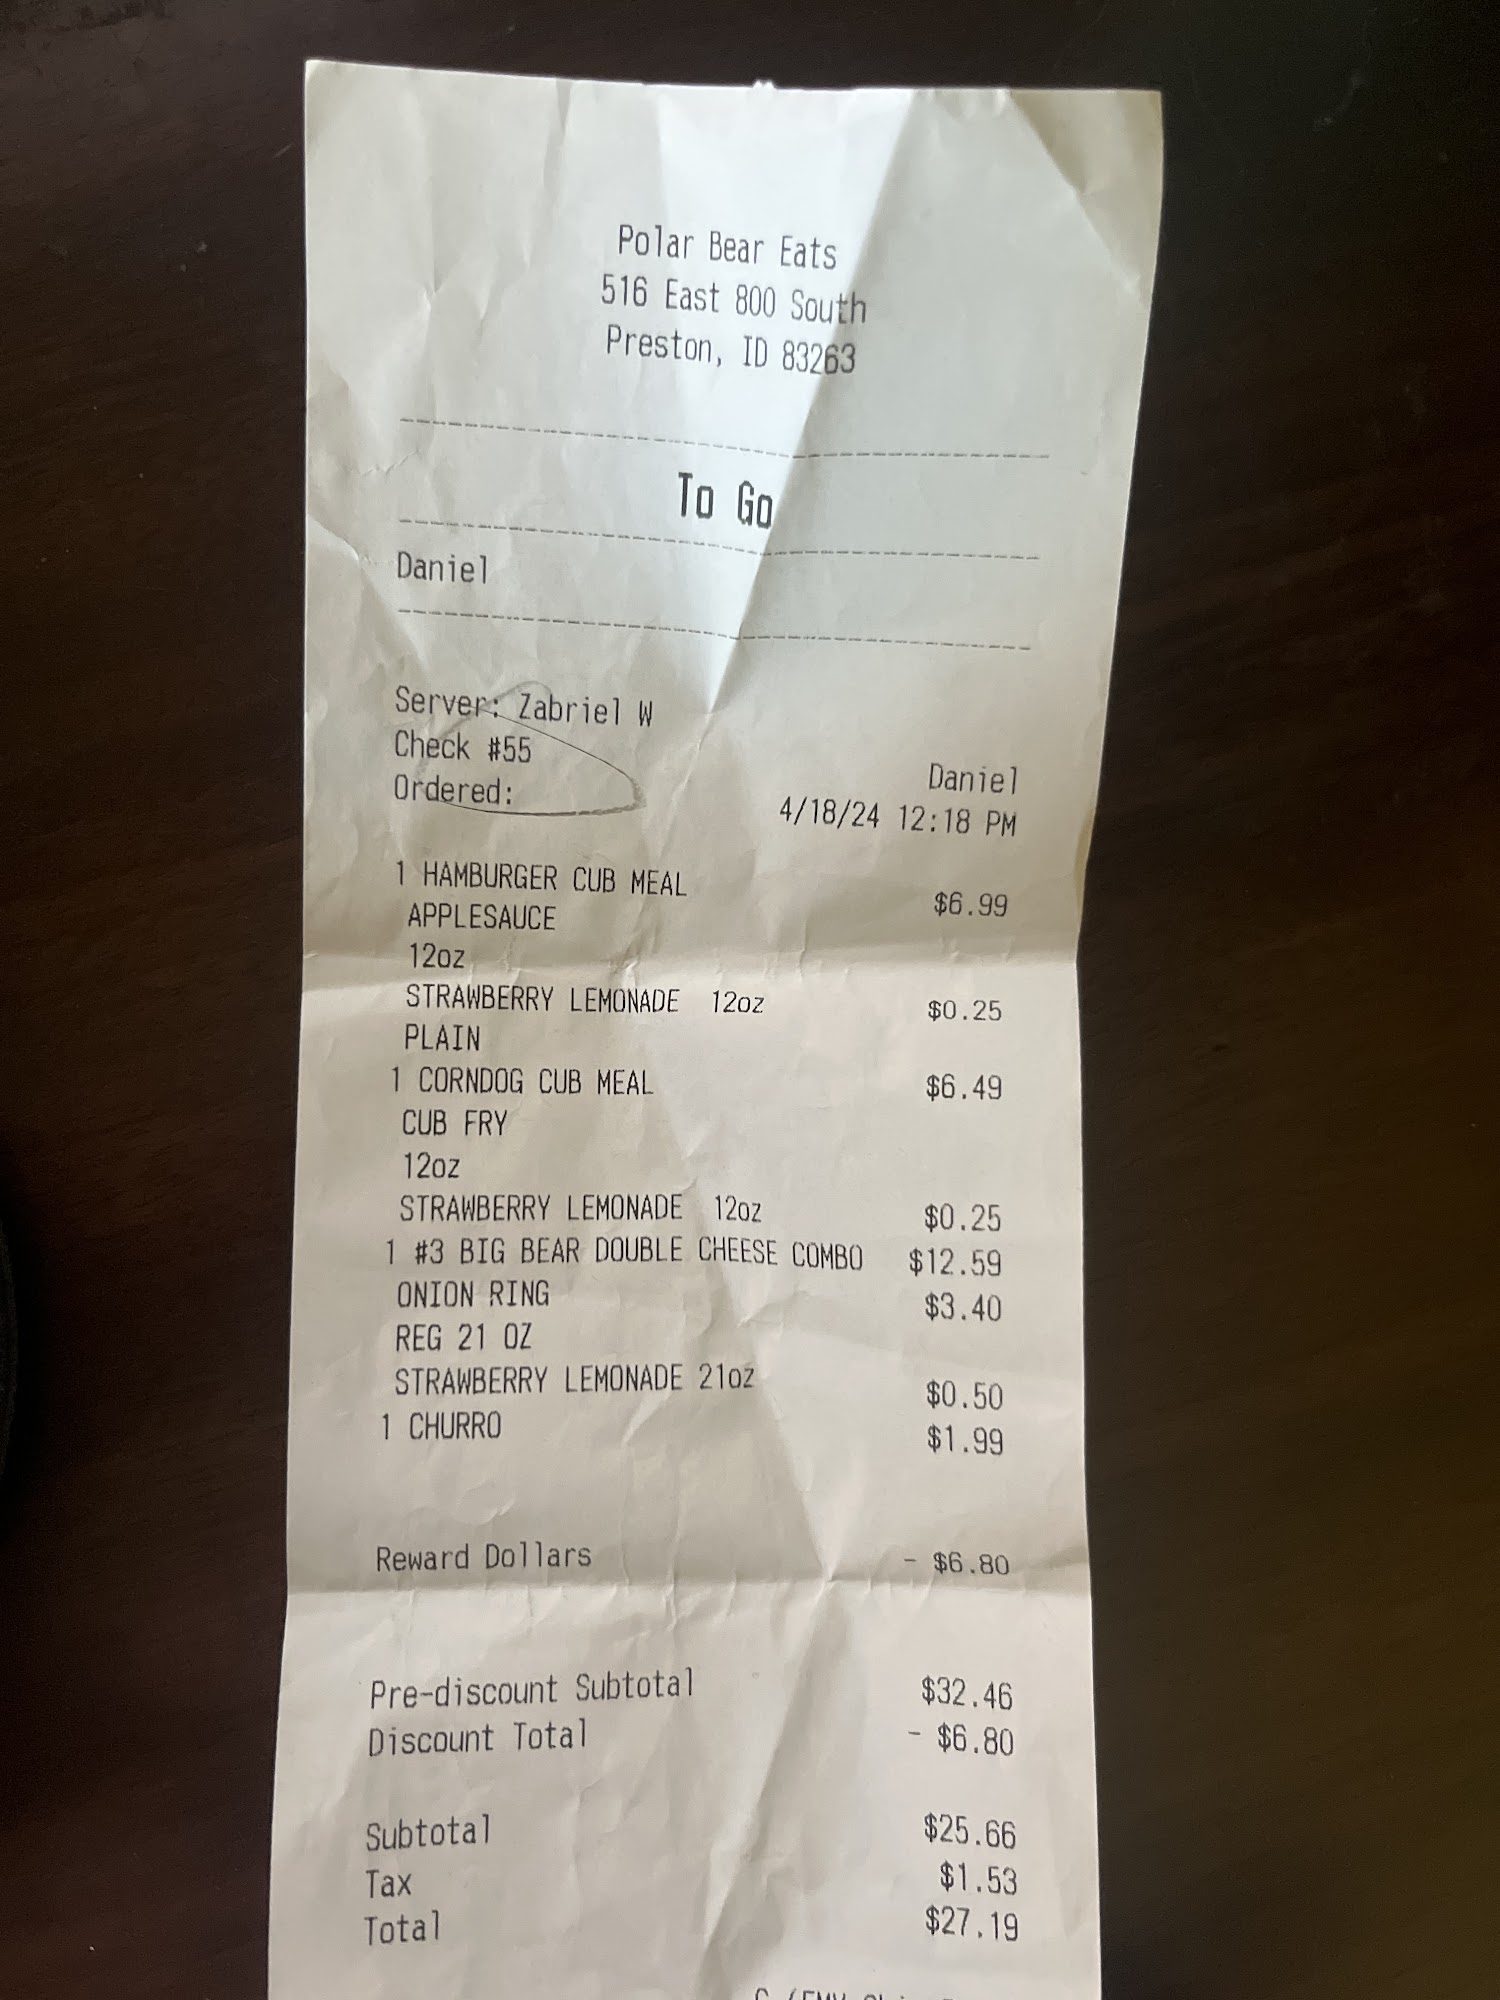 Polar Bear Eats
516 East 800 South
Preston, ID 83263
To Go
Daniel
Server: Zabriel W
Check #55 Daniel
Ordered: 4/18/24 12:18 PM
1 HAMBURGER CUB MEAL $6.99
APPLESAUCE
12oz
STRAWBERRY LEMONADE 12oz $0.25
PLAIN
1 CORNDOG CUB MEAL $6.49
CUB FRY
12oz
STRAWBERRY LEMONADE 12oz $0.25
1 #3 BIG BEAR DOUBLE CHEESE COMBO $12.59
ONION RING $3.40
REG 21 OZ
STRAWBERRY LEMONADE 21oz $0.50
1 CHURRO $1.99
Reward Dollars - $6.80
Pre-discount Subtotal $32.46
Discount Total - $6.80
Subtotal $25.66
Tax $1.53
Total $27.19